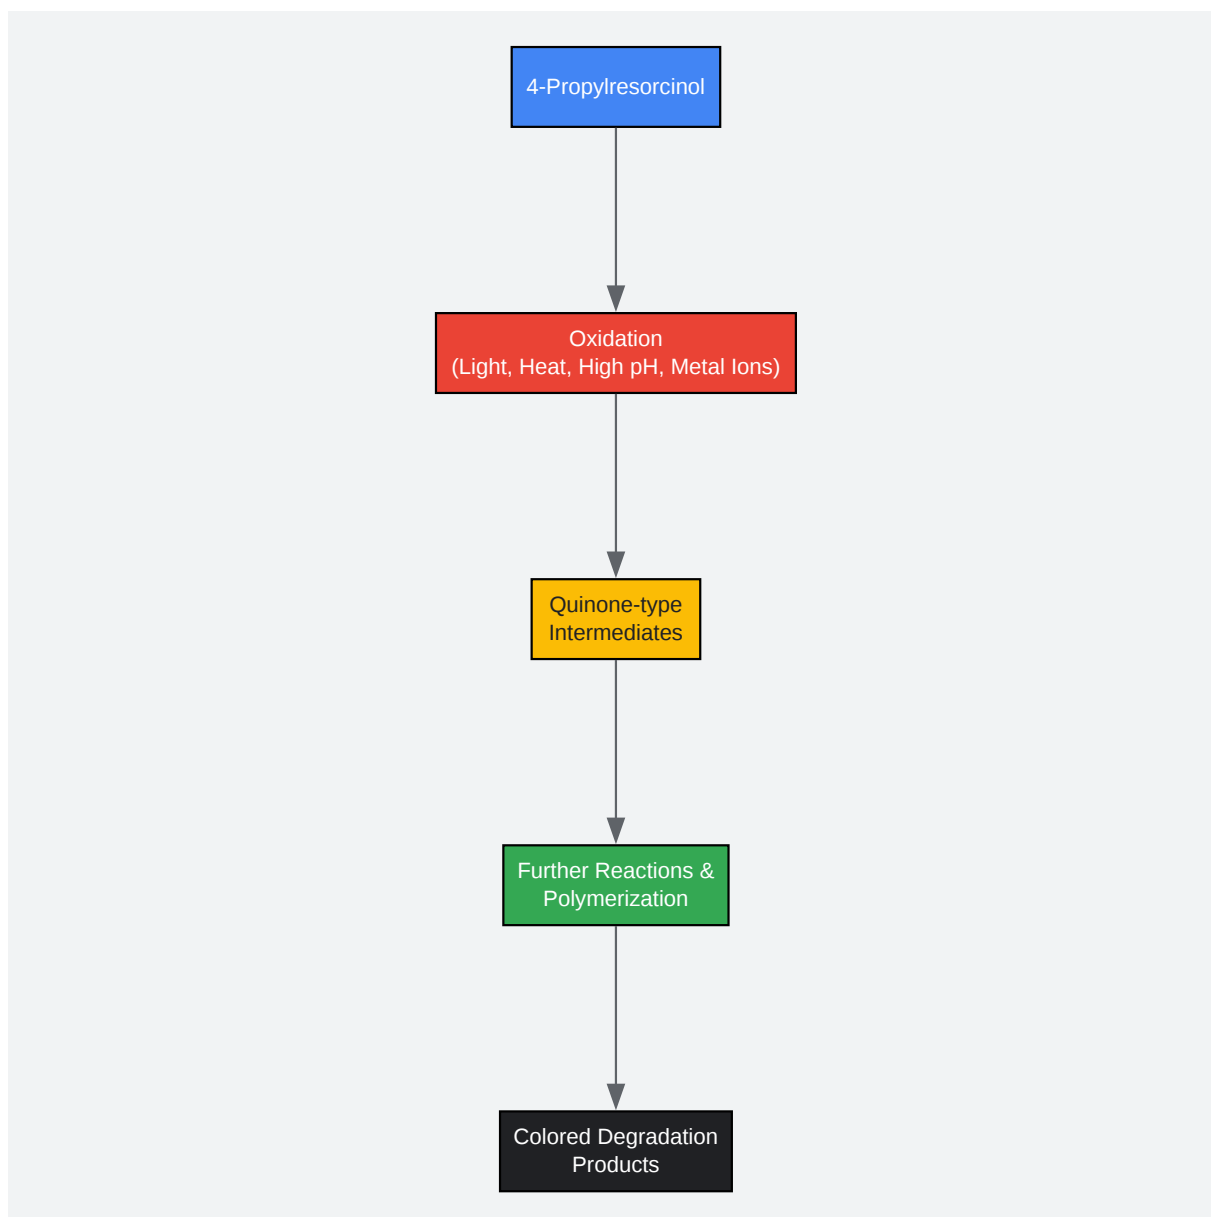 4-Propylresorcinol
Oxidation
(Light, Heat, High pH, Metal Ions)
Quinone-type
Intermediates
Further Reactions &
Polymerization
Colored Degradation
Products